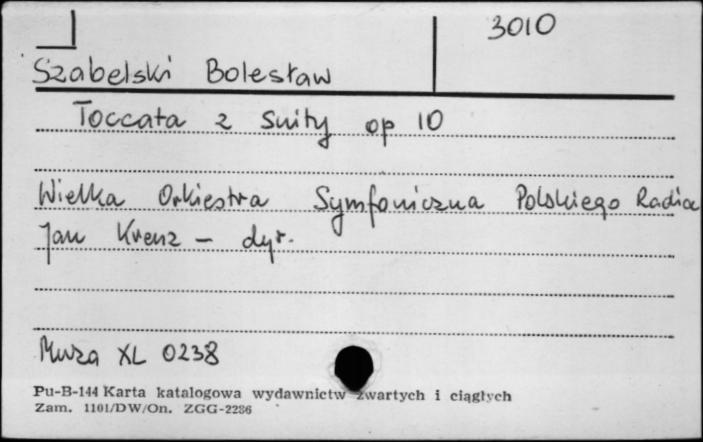 3010
Szabelski Bolesław
Toccata z Suity op 10
Wielka Orkiestra Symfoniczna Polskiego Radia
Jan Krenz - dyr.
Muza XL 0238
Pu-B-144 Karta katalogowa wydawnictw zwartych i ciągłych
Zam. 1101/DW/On. ZGG-2286